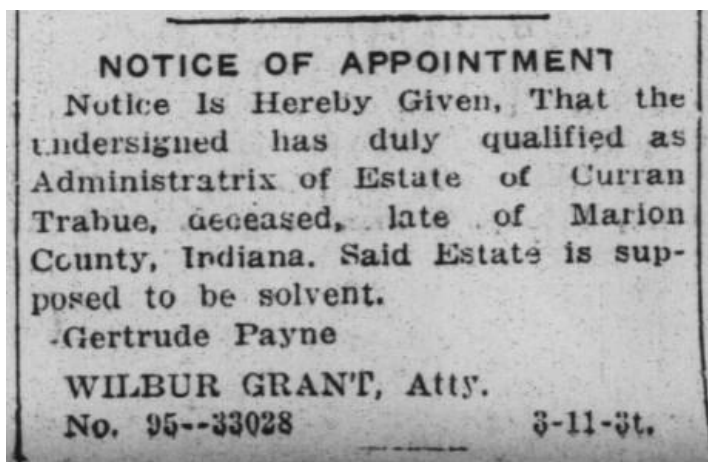 NOTICE OF APPOINTMENT
Notice Is Hereby Given, That the
undersigned has duly qualified as
Administratrix of Estate of Curran
Trabue, deceased, late of Marion
County, Indiana. Said Estate is sup-
posed to be solvent.
-Gertrude Payne
WILBUR GRANT, Atty.
No. 95--33028 3-11-3t.